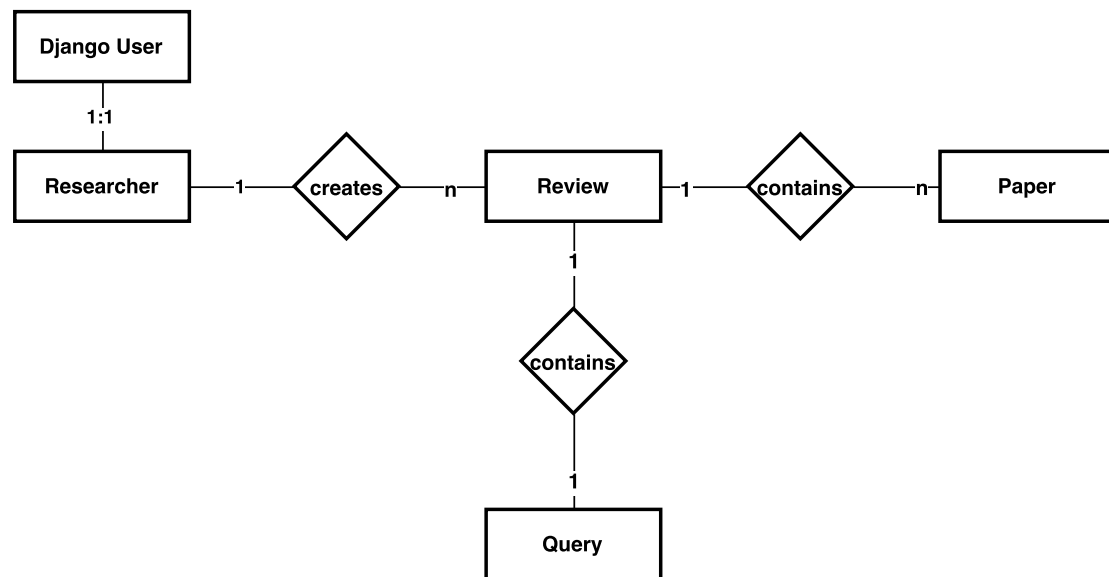 Django User
1:1
Researcher
1
creates
n
Review
1
contains
n
Paper
1
contains
1
Query